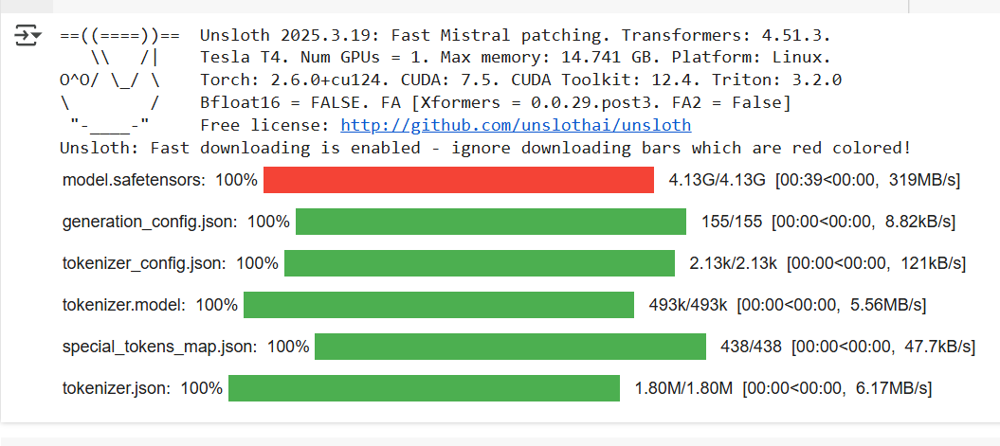 ==((====))==  Unsloth 2025.3.19: Fast Mistral patching. Transformers: 4.51.3.
   \\   /|    Tesla T4. Num GPUs = 1. Max memory: 14.741 GB. Platform: Linux.
O^O/ \_/ \    Torch: 2.6.0+cu124. CUDA: 7.5. CUDA Toolkit: 12.4. Triton: 3.2.0
\        /    Bfloat16 = FALSE. FA [Xformers = 0.0.29.post3. FA2 = False]
 "-____-"     Free license: http://github.com/unslothai/unsloth
Unsloth: Fast downloading is enabled - ignore downloading bars which are red colored!
model.safetensors: 100% 4.13G/4.13G [00:39<00:00, 319MB/s]
generation_config.json: 100% 155/155 [00:00<00:00, 8.82kB/s]
tokenizer_config.json: 100% 2.13k/2.13k [00:00<00:00, 121kB/s]
tokenizer.model: 100% 493k/493k [00:00<00:00, 5.56MB/s]
special_tokens_map.json: 100% 438/438 [00:00<00:00, 47.7kB/s]
tokenizer.json: 100% 1.80M/1.80M [00:00<00:00, 6.17MB/s]